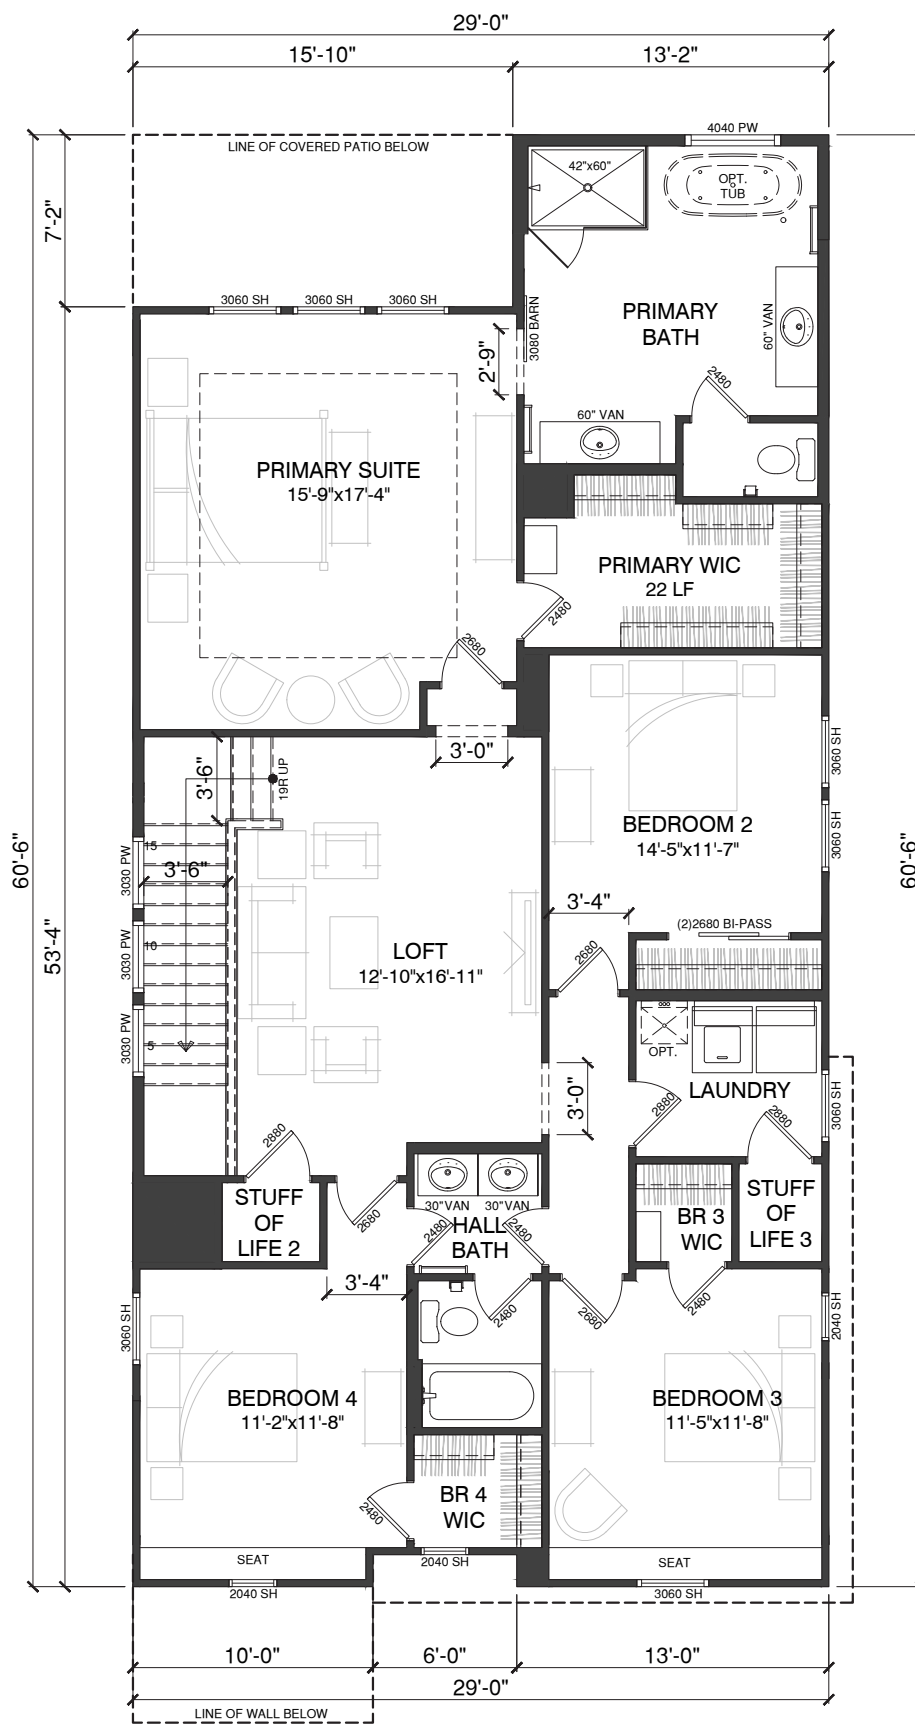 29'-0"
15'-10"
13'-2"
LINE OF COVERED PATIO BELOW
4040 PW
42"x60"
OPT.
TUB
7'-2"
3060 SH
3060 SH
3060 SH
PRIMARY
BATH
3080 BARN
2'-9"
60" VAN
2480
60" VAN
PRIMARY SUITE
15'-9"x17'-4"
PRIMARY WIC
22 LF
2480
2680
3'-0"
3'-6"
19R UP
3060 SH
3060 SH
BEDROOM 2
14'-5"x11'-7"
60'-6"
53'-4"
60'-6"
3030 PW
15
3'-6"
3'-4"
(2)2680 BI-PASS
3030 PW
10
LOFT
12'-10"x16'-11"
2680
3030 PW
5
OPT.
LAUNDRY
3'-0"
2880
3060 SH
2880
2880
STUFF
OF
LIFE 2
2680
30"VAN
30"VAN
HALL
BATH
2480
2480
BR 3
WIC
STUFF
OF
LIFE 3
3'-4"
3060 SH
2480
2680
2480
2040 SH
BEDROOM 4
11'-2"x11'-8"
BEDROOM 3
11'-5"x11'-8"
2480
BR 4
WIC
SEAT
2040 SH
SEAT
2040 SH
3060 SH
10'-0"
6'-0"
13'-0"
29'-0"
LINE OF WALL BELOW